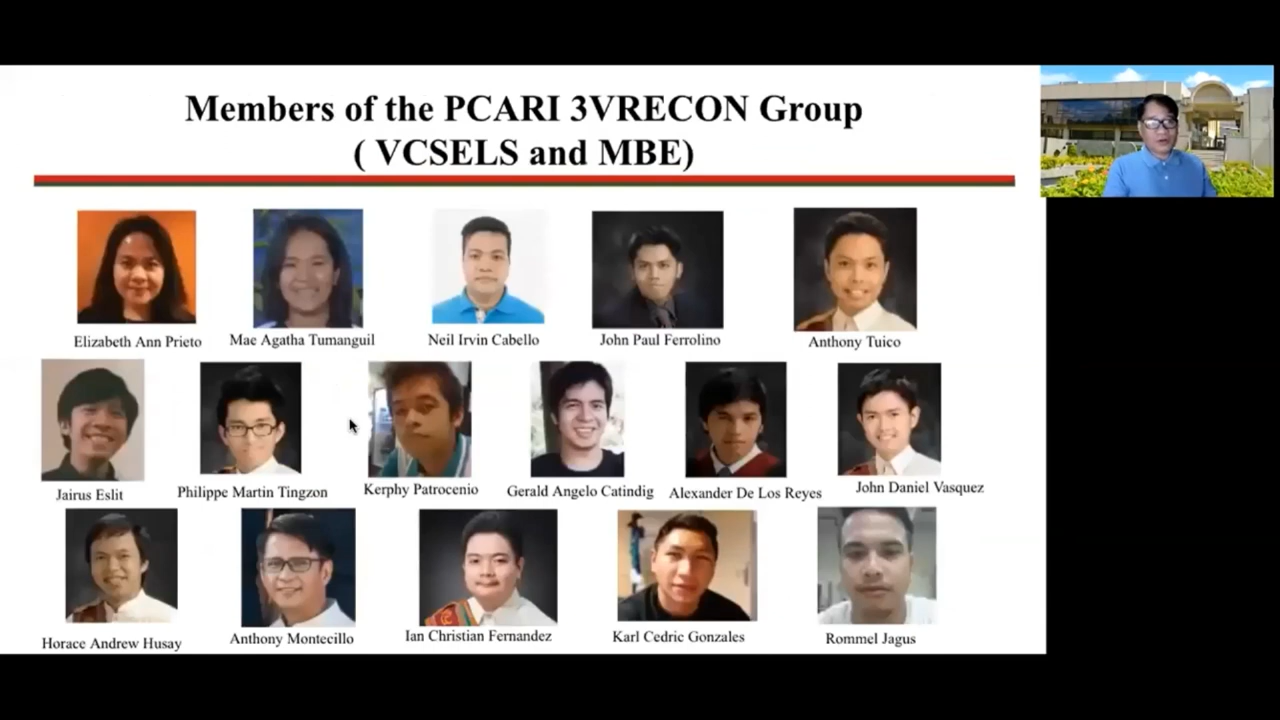 Members of the PCARI 3VRECON Group
( VCSELS and MBE)
Elizabeth Ann Prieto
Mae Agatha Tumanguil
Neil Irvin Cabello
John Paul Ferrolino
Anthony Tuico
Jairus Eslit
Philippe Martin Tingzon
Kerphy Patrocenio
Gerald Angelo Catindig
Alexander De Los Reyes
John Daniel Vasquez
Horace Andrew Husay
Anthony Montecillo
Ian Christian Fernandez
Karl Cedric Gonzales
Rommel Jagus